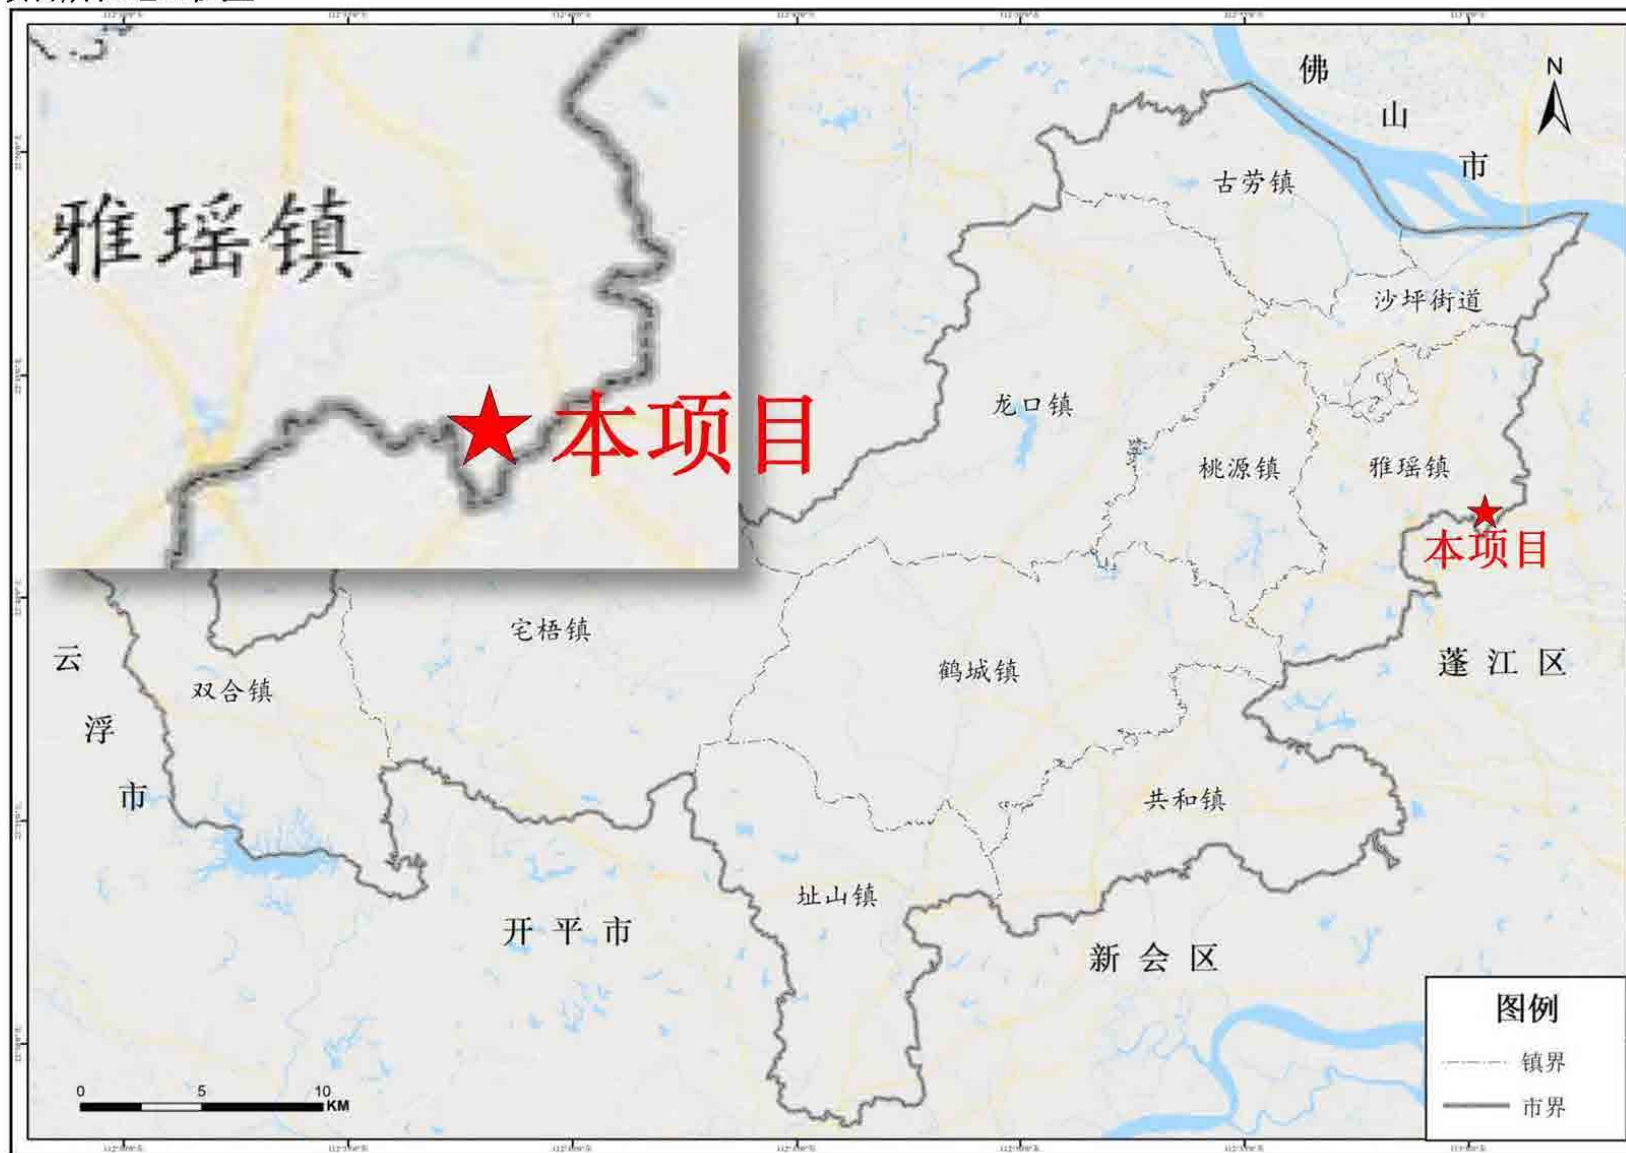 雅瑶镇
本项目
佛山市
N
古劳镇
沙坪街道
龙口镇
桃源镇
雅瑶镇
本项目
宅梧镇
鹤城镇
双合镇
云浮市
蓬江区
共和镇
址山镇
开平市
新会区
图例
镇界
市界
0 5 10
KM